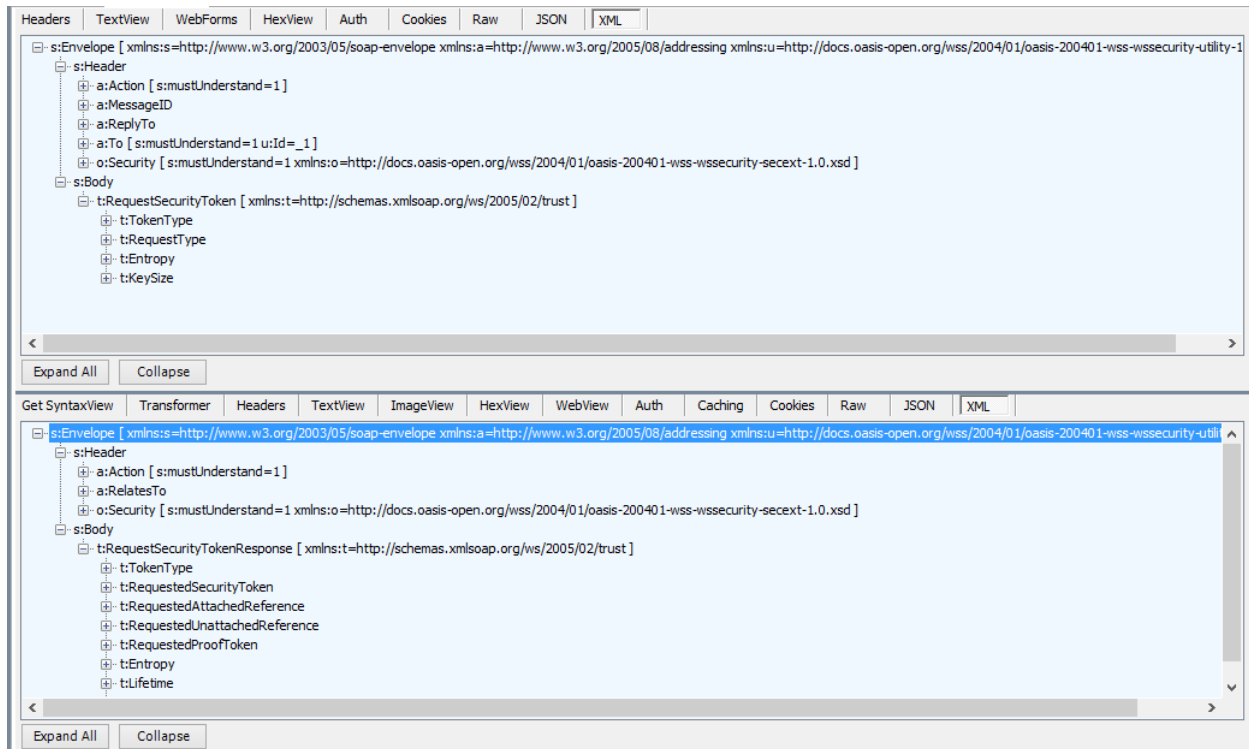 Headers TextView WebForms HexView Auth Cookies Raw JSON XML
s:Envelope [ xmlns:s=http://www.w3.org/2003/05/soap-envelope xmlns:a=http://www.w3.org/2005/08/addressing xmlns:u=http://docs.oasis-open.org/wss/2004/01/oasis-200401-wss-wssecurity-utility-1
s:Header
a:Action [ s:mustUnderstand=1 ]
a:MessageID
a:ReplyTo
a:To [ s:mustUnderstand=1 u:Id=_1 ]
o:Security [ s:mustUnderstand=1 xmlns:o=http://docs.oasis-open.org/wss/2004/01/oasis-200401-wss-wssecurity-secext-1.0.xsd ]
s:Body
t:RequestSecurityToken [ xmlns:t=http://schemas.xmlsoap.org/ws/2005/02/trust ]
t:TokenType
t:RequestType
t:Entropy
t:KeySize
Expand All Collapse
Get SyntaxView Transformer Headers TextView ImageView HexView WebView Auth Caching Cookies Raw JSON XML
s:Envelope [ xmlns:s=http://www.w3.org/2003/05/soap-envelope xmlns:a=http://www.w3.org/2005/08/addressing xmlns:u=http://docs.oasis-open.org/wss/2004/01/oasis-200401-wss-wssecurity-utilit
s:Header
a:Action [ s:mustUnderstand=1 ]
a:RelatesTo
o:Security [ s:mustUnderstand=1 xmlns:o=http://docs.oasis-open.org/wss/2004/01/oasis-200401-wss-wssecurity-secext-1.0.xsd ]
s:Body
t:RequestSecurityTokenResponse [ xmlns:t=http://schemas.xmlsoap.org/ws/2005/02/trust ]
t:TokenType
t:RequestedSecurityToken
t:RequestedAttachedReference
t:RequestedUnattachedReference
t:RequestedProofToken
t:Entropy
t:Lifetime
Expand All Collapse